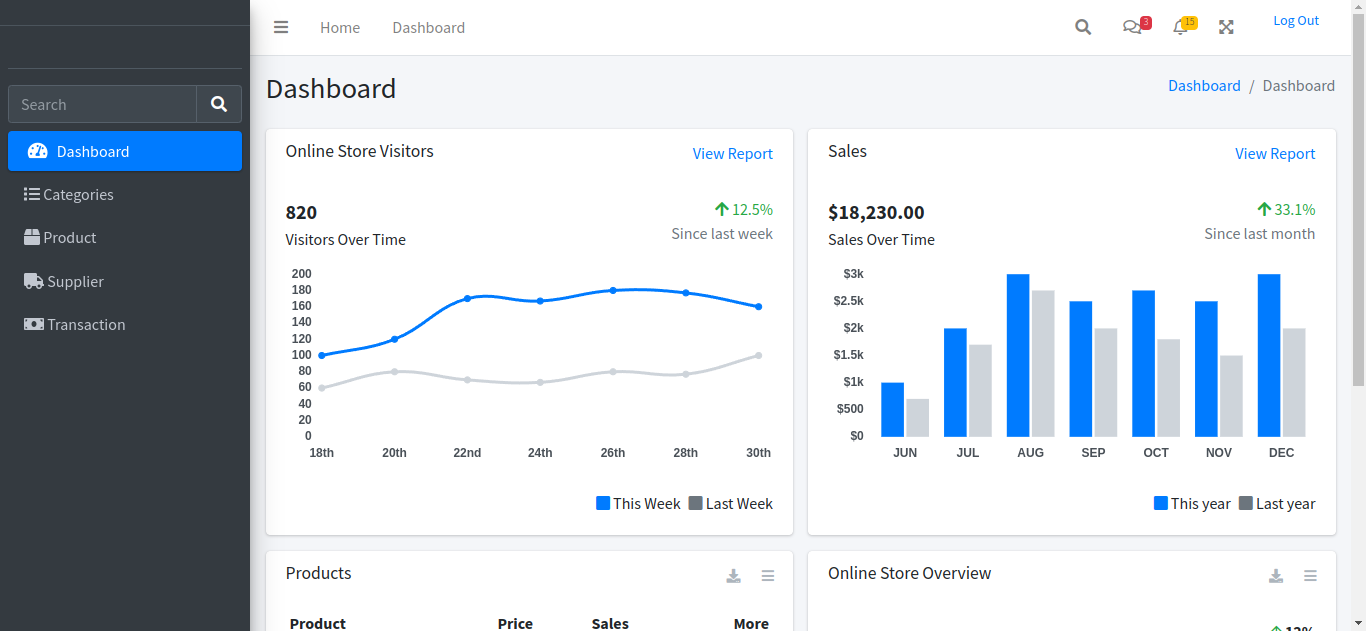 Home Dashboard 3 15 Log Out
Search
Dashboard
Categories
Product
Supplier
Transaction
Dashboard
Dashboard / Dashboard
Online Store Visitors View Report
820 12.5%
Visitors Over Time Since last week
200
180
160
140
120
100
80
60
40
20
0
18th 20th 22nd 24th 26th 28th 30th
This Week Last Week
Sales View Report
$18,230.00 33.1%
Sales Over Time Since last month
$3k
$2.5k
$2k
$1.5k
$1k
$500
$0
JUN JUL AUG SEP OCT NOV DEC
This year Last year
Products
Product Price Sales More
Online Store Overview
12%